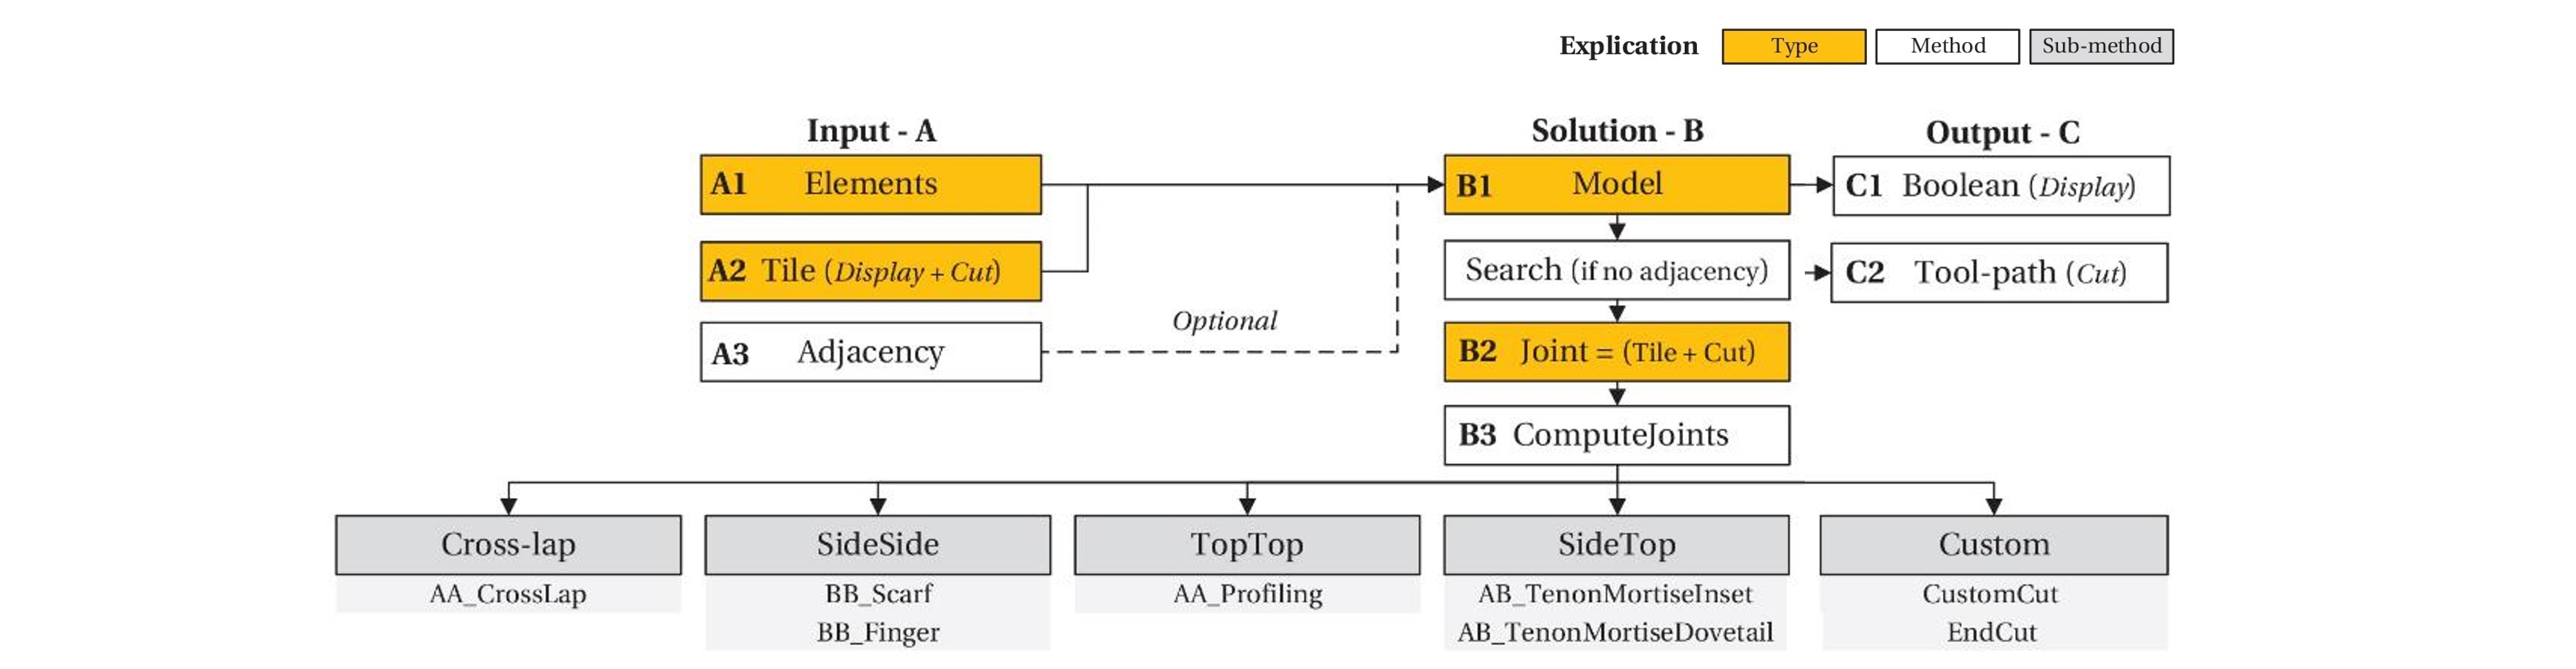 Explication Type Method Sub-method
Input - A Solution - B Output - C
A1 Elements B1 Model C1 Boolean (Display)
A2 Tile (Display + Cut) Search (if no adjacency) C2 Tool-path (Cut)
Optional
A3 Adjacency B2 Joint = (Tile + Cut)
B3 ComputeJoints
Cross-lap SideSide TopTop SideTop Custom
AA_CrossLap BB_Scarf AA_Profiling AB_TenonMortiseInset CustomCut
BB_Finger AB_TenonMortiseDovetail EndCut